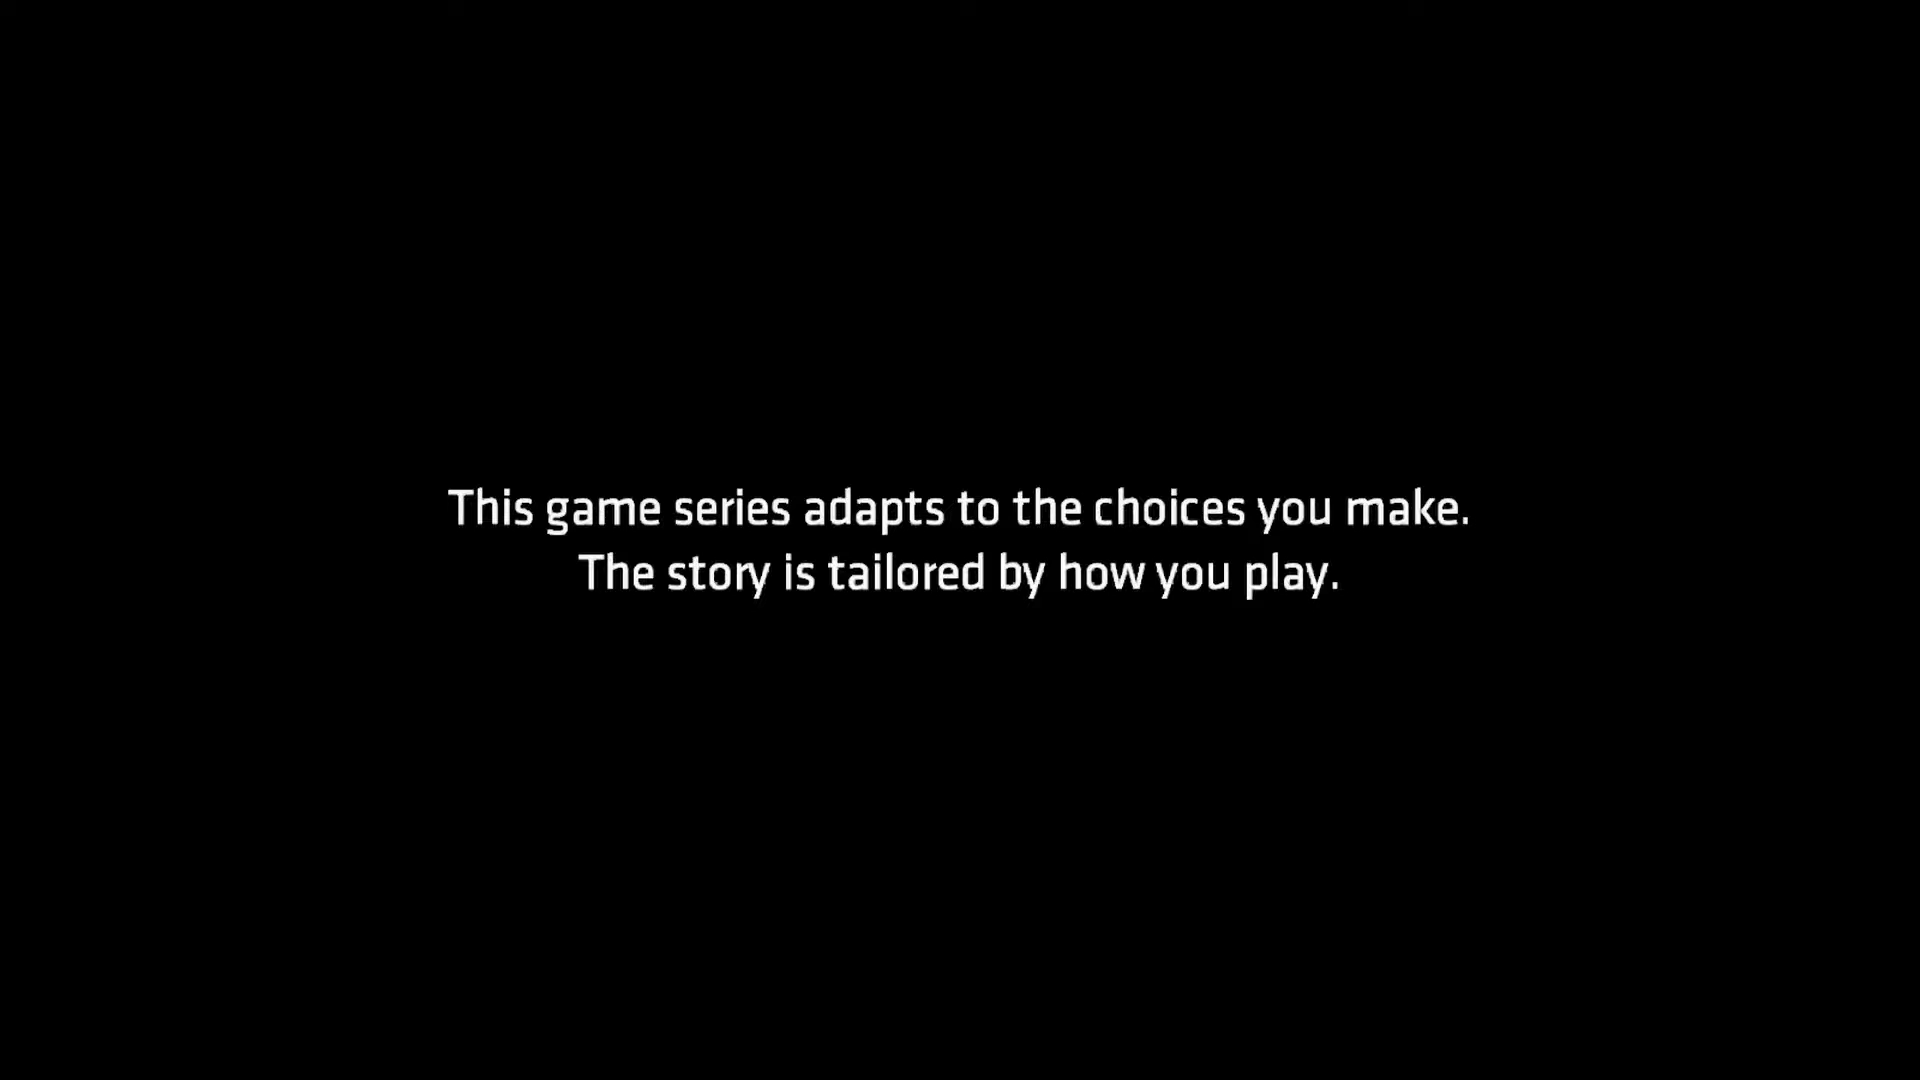 This game series adapts to the choices you make.
The story is tailored by how you play.